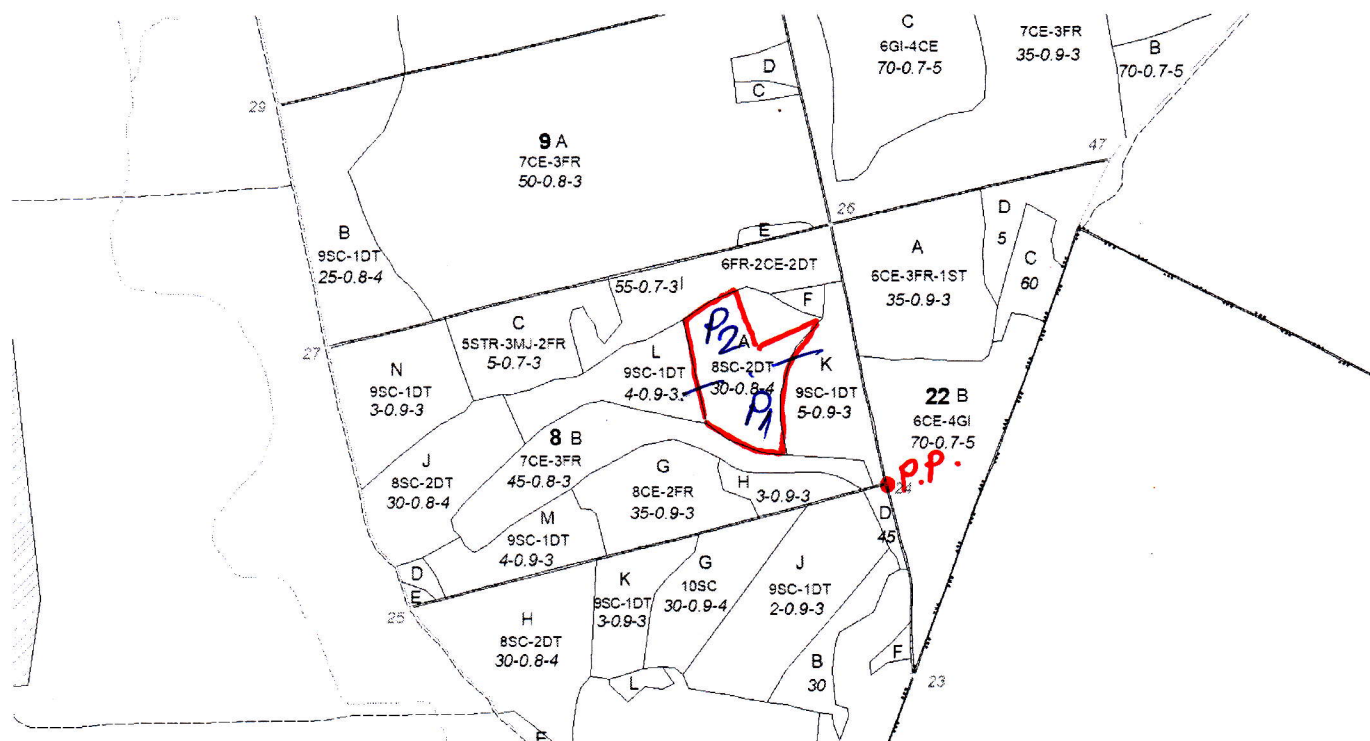 C
6GI-4CE
70-0.7-5
7CE-3FR
35-0.9-3
B
70-0.7-5
D
C
29
9 A
7CE-3FR
50-0.8-3
47
26
E
D
5
C
60
B
9SC-1DT
25-0.8-4
6FR-2CE-2DT
55-0.7-3I
A
6CE-3FR-1ST
35-0.9-3
F
P2
C
5STR-3MJ-2FR
5-0.7-3
27
L
9SC-1DT
4-0.9-3
A
8SC-2DT
30-0.8-4
P1
K
9SC-1DT
5-0.9-3
N
9SC-1DT
3-0.9-3
22 B
6CE-4GI
70-0.7-5
8 B
7CE-3FR
45-0.8-3
J
8SC-2DT
30-0.8-4
G
8CE-2FR
35-0.9-3
H
3-0.9-3
P.P.
24
D
45
M
9SC-1DT
4-0.9-3
D
E
25
K
9SC-1DT
3-0.9-3
G
10SC
30-0.9-4
J
9SC-1DT
2-0.9-3
H
8SC-2DT
30-0.8-4
B
30
F
L
23
E